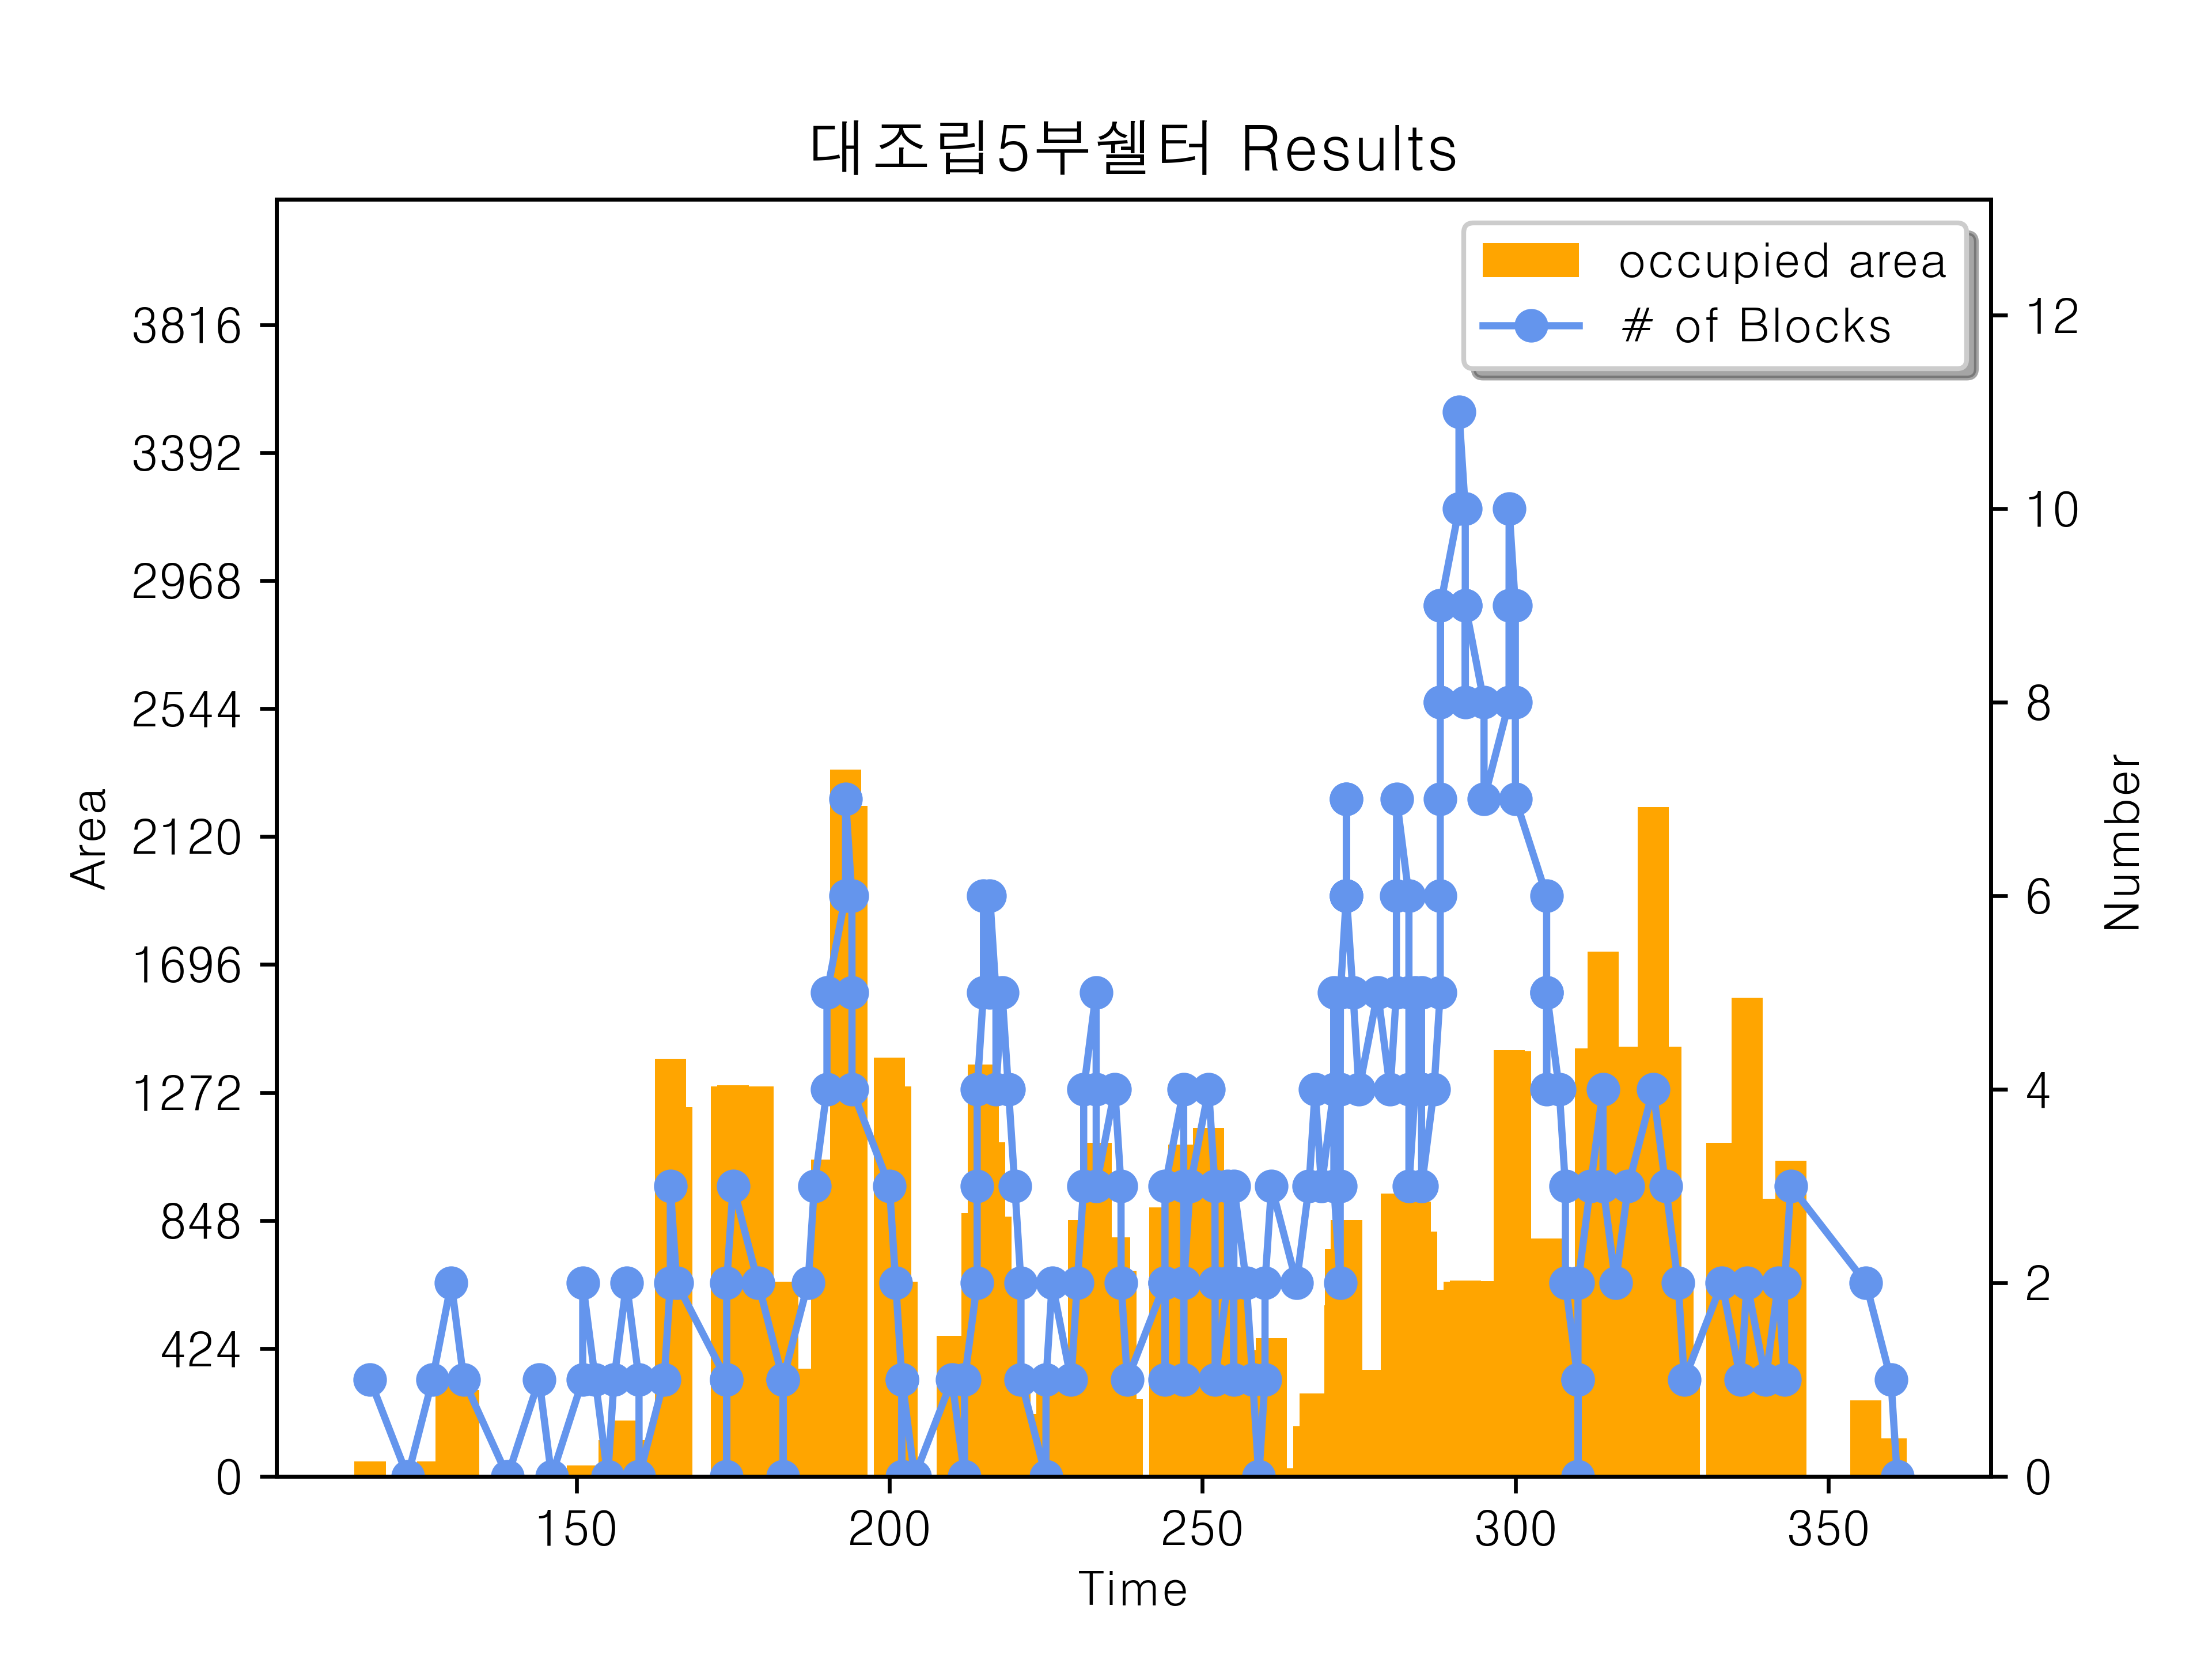 대조립5부쉘터 Results
occupied area
# of Blocks
3816
3392
2968
2544
2120
1696
1272
848
424
0
Area
12
10
8
6
4
2
0
Number
150 200 250 300 350
Time